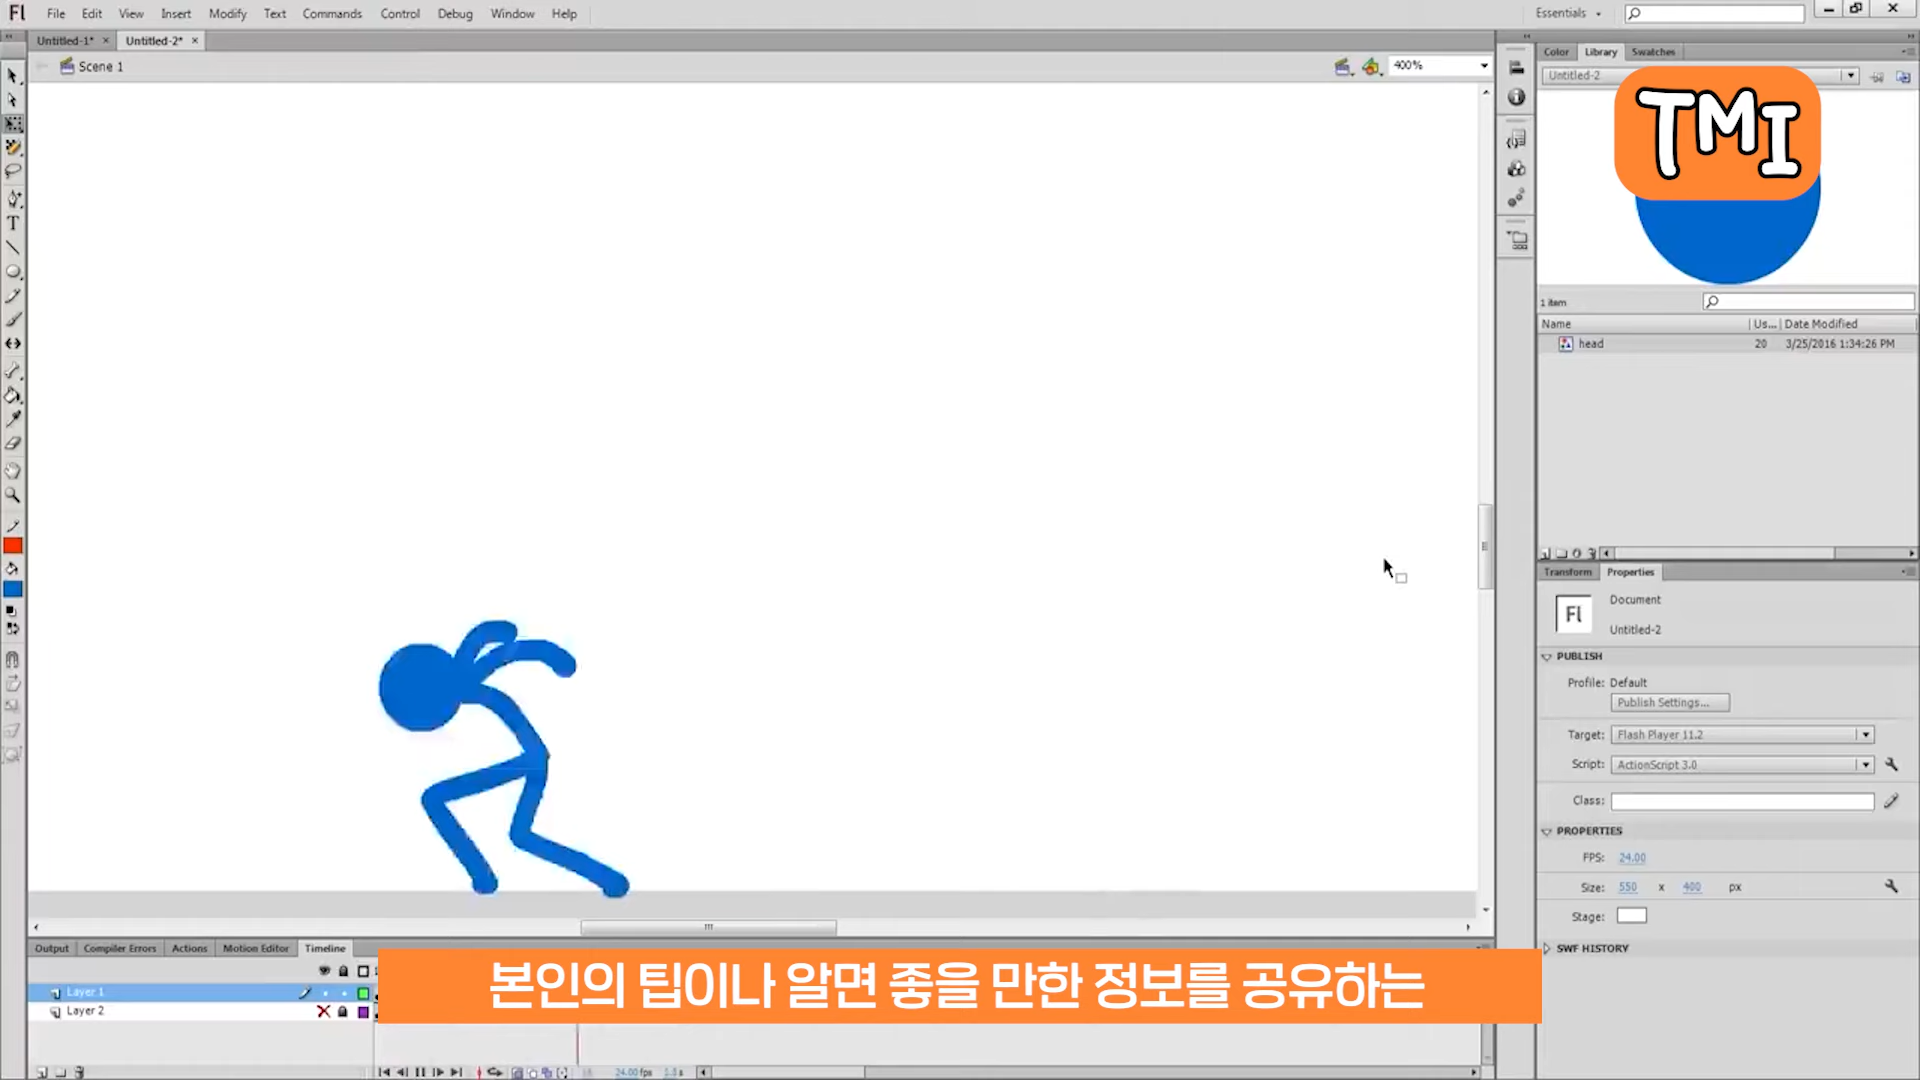 Fl File Edit View Insert Modify Text Commands Control Debug Window Help Essentials
Untitled-1* × Untitled-2* ×
Scene 1 400%
Color Library Swatches
Untitled-2
TMI
1 item
Name Us... Date Modified
head 20 3/25/2016 1:34:26 PM
Transform Properties
Fl Document
Untitled-2
PUBLISH
Profile: Default
Publish Settings...
Target: Flash Player 11.2
Script: ActionScript 3.0
Class:
PROPERTIES
FPS: 24.00
Size: 550 x 400 px
Stage:
SWF HISTORY
Output Compiler Errors Actions Motion Editor Timeline
Layer 1
Layer 2
본인의 팁이나 알면 좋을 만한 정보를 공유하는
24.00 fps